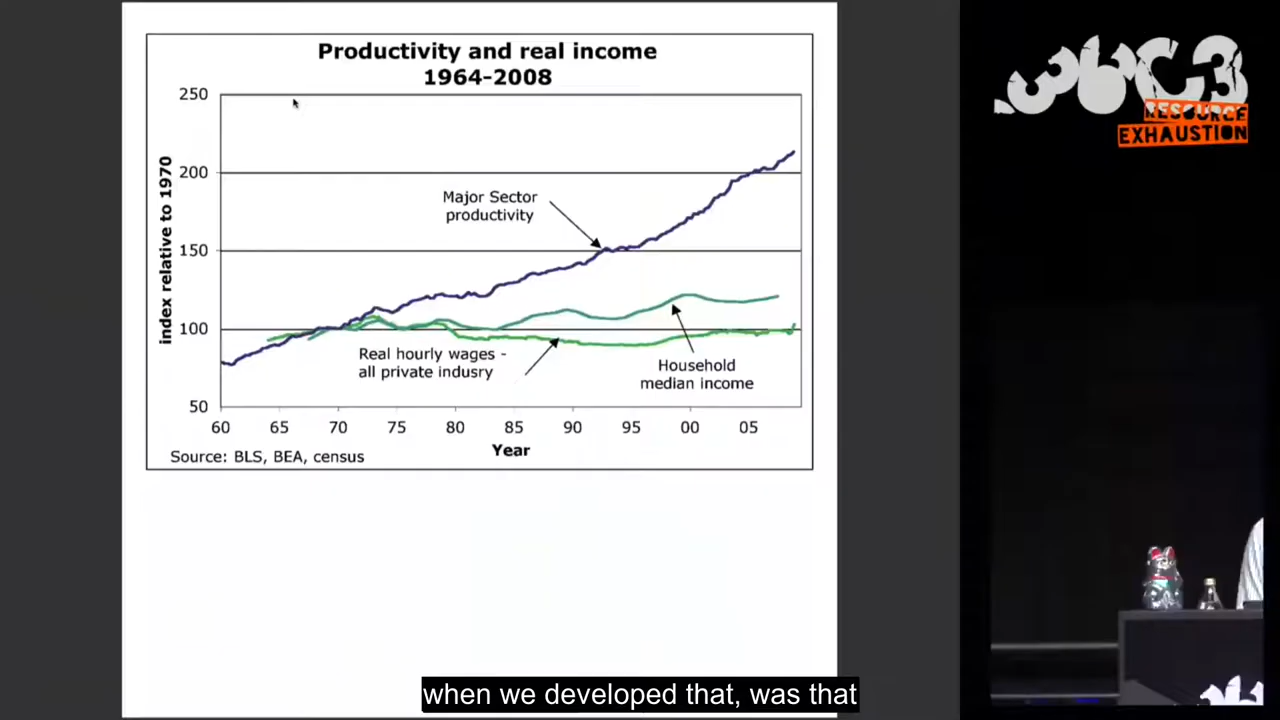 Productivity and real income
1964-2008
250
200
150
100
50
index relative to 1970
Major Sector
productivity
Real hourly wages -
all private indusry
Household
median income
60 65 70 75 80 85 90 95 00 05
Year
Source: BLS, BEA, census
36C3
RESOURCE
EXHAUSTION
when we developed that, was that